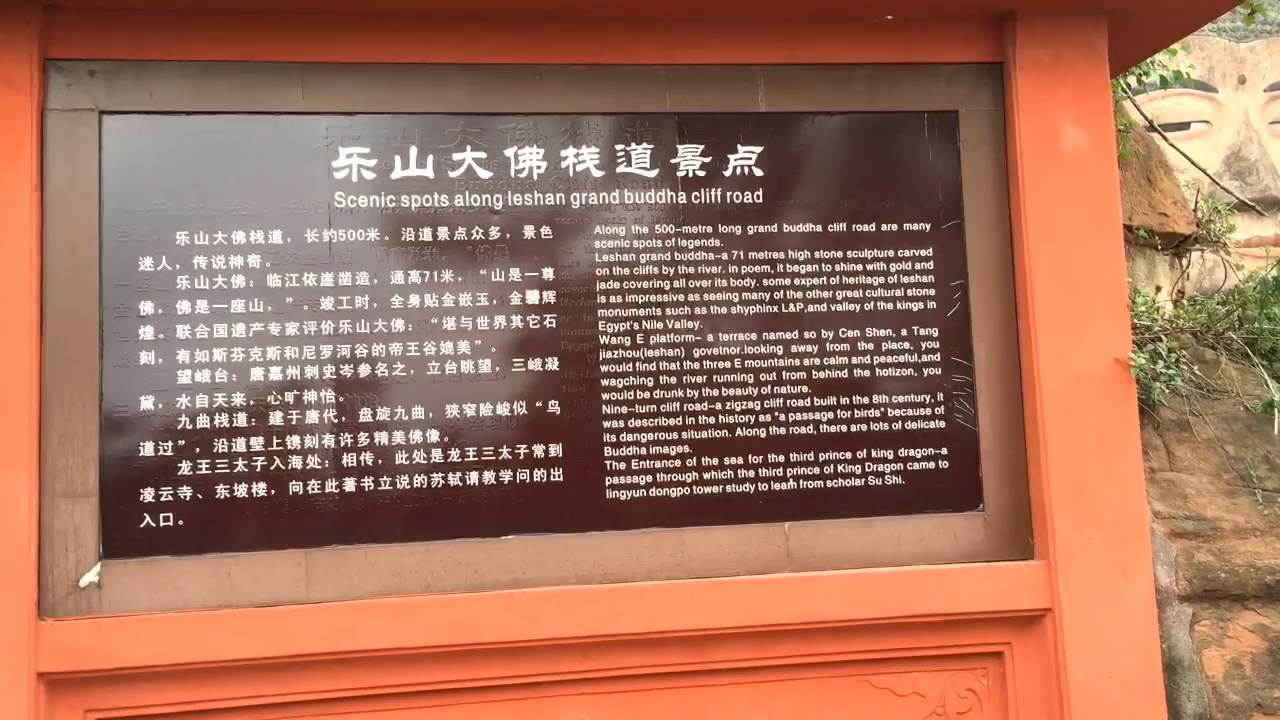 乐山大佛栈道景点
Scenic spots along leshan grand buddha cliff road
乐山大佛栈道，长约500米。沿道景点众多，景色
迷人，传说神奇。
乐山大佛：临江依崖凿造，通高71米，“山是一尊
佛，佛是一座山，”。竣工时，全身贴金嵌玉，金碧辉
煌。联合国遗产专家评价乐山大佛：“堪与世界其它石
刻，有如斯芬克斯和尼罗河谷的帝王谷媲美”。
望峨台：唐嘉州刺史岑参名之，立台眺望，三峨凝
黛，水自天来，心旷神怡。
九曲栈道：建于唐代，盘旋九曲，狭窄险峻似“鸟
道过”，沿道壁上镌刻有许多精美佛像。
龙王三太子入海处：相传，此处是龙王三太子常到
凌云寺、东坡楼，向在此著书立说的苏轼请教学问的出
入口。
Along the 500-metre long grand buddha cliff road are many
scenic spots of legends.
Leshan grand buddha-a 71 metres high stone sculpture carved
on the cliffs by the river. in poem, it began to shine with gold and
jade covering all over its body. some expert of heritage of leshan
is as impressive as seeing many of the other great cultural stone
monuments such as the shyphinx L&P,and valley of the kings in
Egypt's Nile Valley.
Wang E platform- a terrace named so by Cen Shen, a Tang
jiazhou(leshan) govetnor.looking away from the place, you
would find that the three E mountains are calm and peaceful,and
wagching the river running out from behind the hotizon, you
would be drunk by the beauty of nature.
Nine-turn cliff road-a zigzag cliff road built in the 8th century, it
was described in the history as "a passage for birds" because of
its dangerous situation. Along the road, there are lots of delicate
Buddha images.
The Entrance of the sea for the third prince of king dragon-a
passage through which the third prince of King Dragon came to
lingyun dongpo tower study to learn from scholar Su Shi.